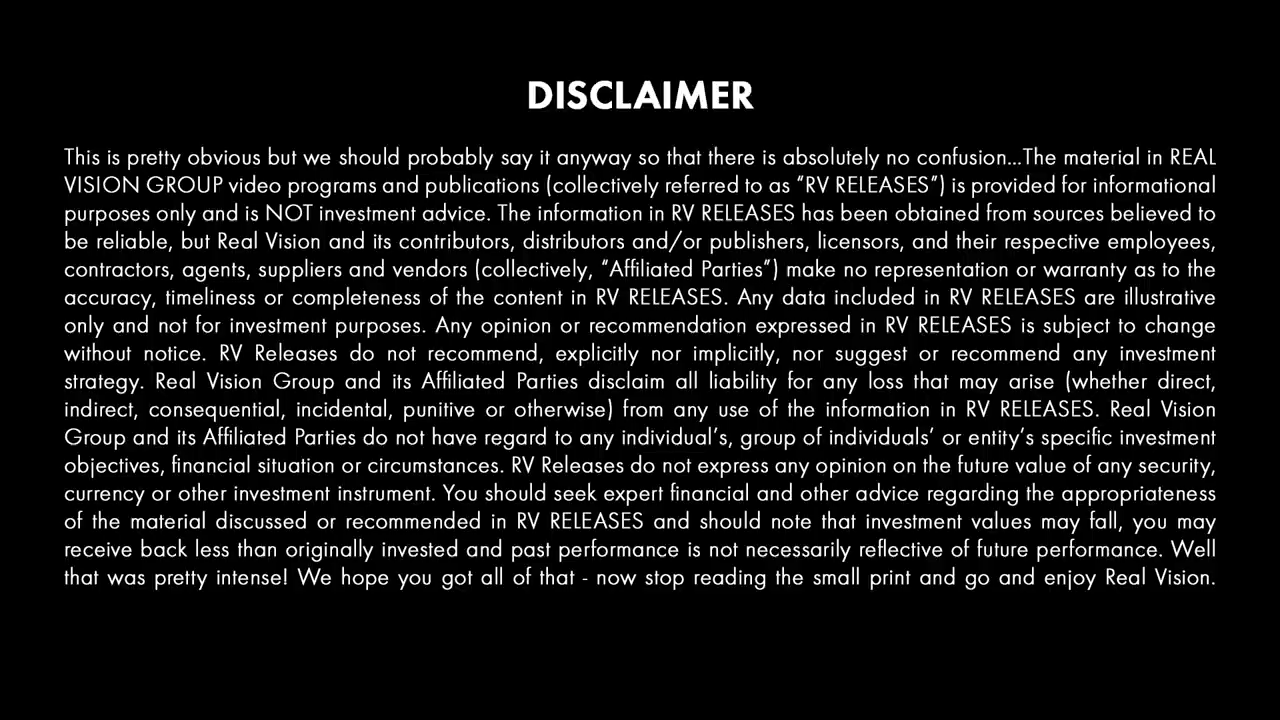 DISCLAIMER
This is pretty obvious but we should probably say it anyway so that there is absolutely no confusion...The material in REAL
VISION GROUP video programs and publications (collectively referred to as “RV RELEASES”) is provided for informational
purposes only and is NOT investment advice. The information in RV RELEASES has been obtained from sources believed to
be reliable, but Real Vision and its contributors, distributors and/or publishers, licensors, and their respective employees,
contractors, agents, suppliers and vendors (collectively, “Affiliated Parties”) make no representation or warranty as to the
accuracy, timeliness or completeness of the content in RV RELEASES. Any data included in RV RELEASES are illustrative
only and not for investment purposes. Any opinion or recommendation expressed in RV RELEASES is subject to change
without notice. RV Releases do not recommend, explicitly nor implicitly, nor suggest or recommend any investment
strategy. Real Vision Group and its Affiliated Parties disclaim all liability for any loss that may arise (whether direct,
indirect, consequential, incidental, punitive or otherwise) from any use of the information in RV RELEASES. Real Vision
Group and its Affiliated Parties do not have regard to any individual’s, group of individuals’ or entity’s specific investment
objectives, financial situation or circumstances. RV Releases do not express any opinion on the future value of any security,
currency or other investment instrument. You should seek expert financial and other advice regarding the appropriateness
of the material discussed or recommended in RV RELEASES and should note that investment values may fall, you may
receive back less than originally invested and past performance is not necessarily reflective of future performance. Well
that was pretty intense! We hope you got all of that - now stop reading the small print and go and enjoy Real Vision.